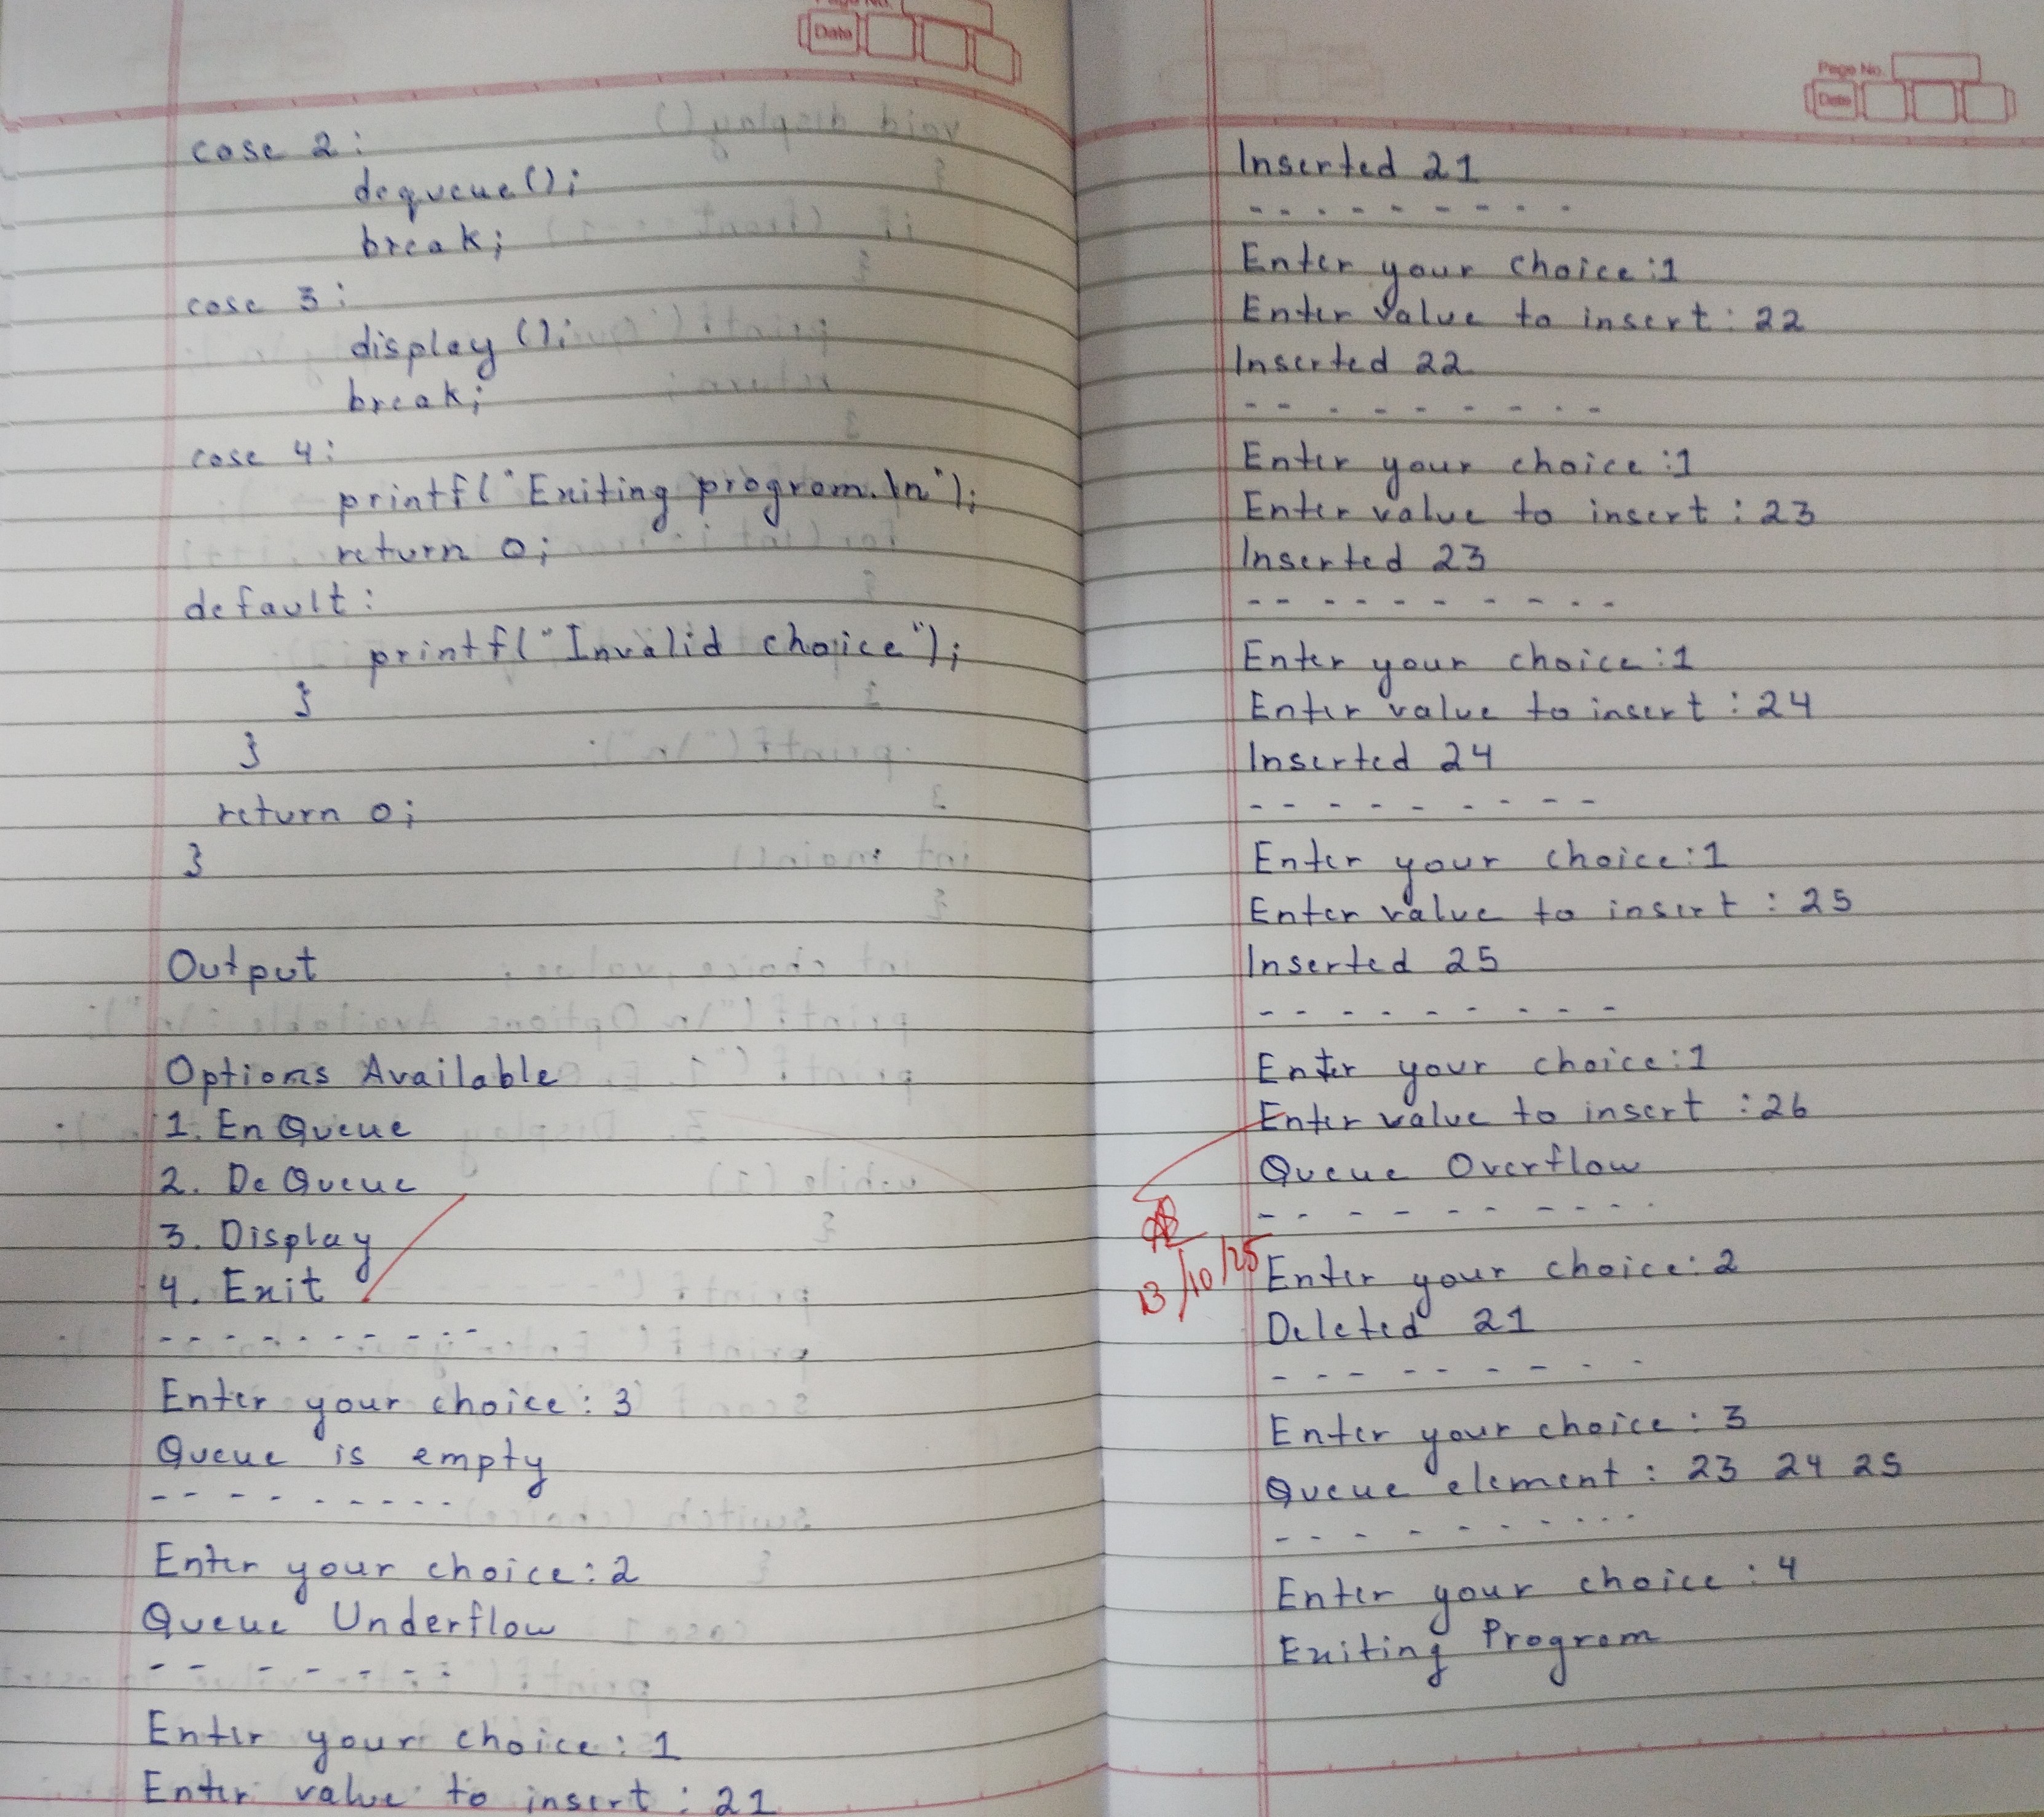 Page No.
Date
case 2:
dequeue();
break;
case 3:
display();
break;
case 4:
printf("Exiting program.\n");
return 0;
default:
printf("Invalid choice");
}
}
return 0;
}
Output
Options Available
1. EnQueue
2. DeQueue
3. Display
4. Exit
- - - - - - - - - -
Enter your choice: 3
Queue is empty
- - - - - - - - -
Enter your choice: 2
Queue Underflow
- - - - - - - -
Enter your choice: 1
Enter value to insert: 21
Page No.
Date
Inserted 21
- - - - - - - - - -
Enter your choice:1
Enter value to insert: 22
Inserted 22
- - - - - - - - -
Enter your choice:1
Enter value to insert: 23
Inserted 23
- - - - - - - - - -
Enter your choice:1
Enter value to insert: 24
Inserted 24
- - - - - - - - -
Enter your choice:1
Enter value to insert: 25
Inserted 25
- - - - - - - - -
Enter your choice:1
Enter value to insert :26
Queue Overflow
- - - - - - - - - -
13/10/25
Enter your choice: 2
Deleted 21
- - - - - - - - -
Enter your choice: 3
Queue element: 23 24 25
- - - - - - - - - -
Enter your choice: 4
Exiting Program